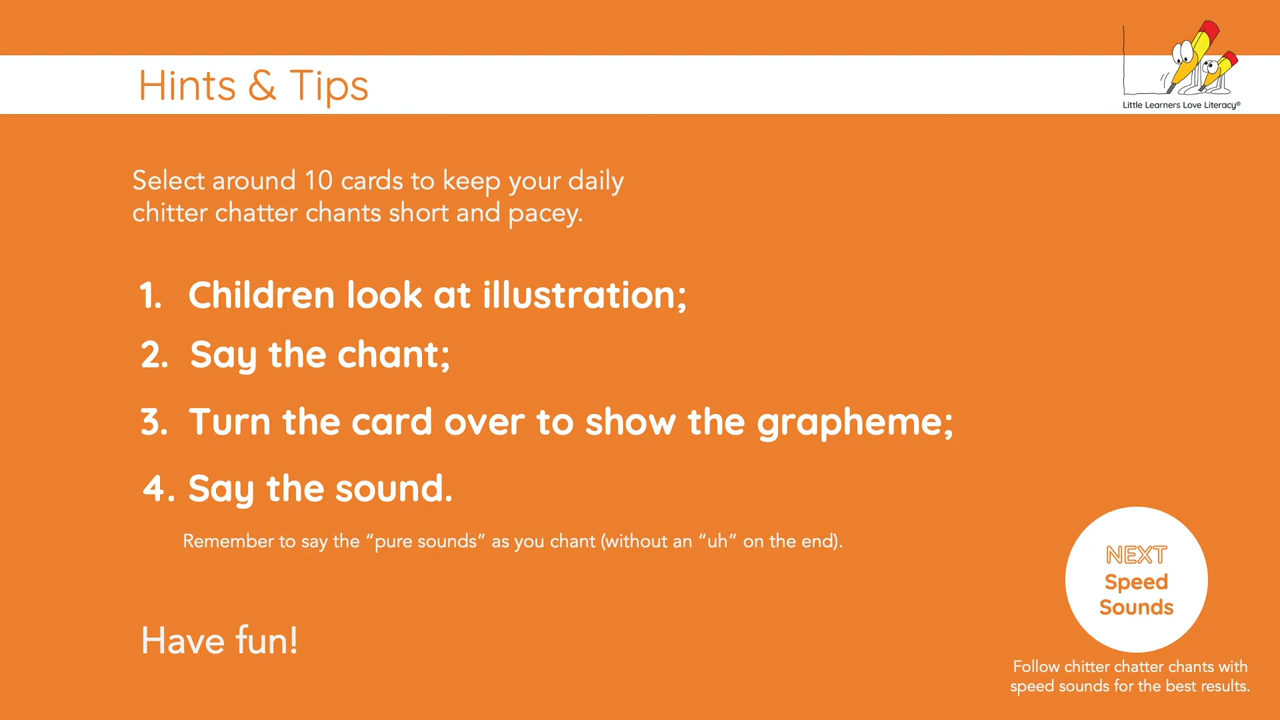 Hints & Tips
Little Learners Love Literacy®
Select around 10 cards to keep your daily
chitter chatter chants short and pacey.
1. Children look at illustration;
2. Say the chant;
3. Turn the card over to show the grapheme;
4. Say the sound.
Remember to say the “pure sounds” as you chant (without an “uh“ on the end).
Have fun!
NEXT
Speed
Sounds
Follow chitter chatter chants with
speed sounds for the best results.